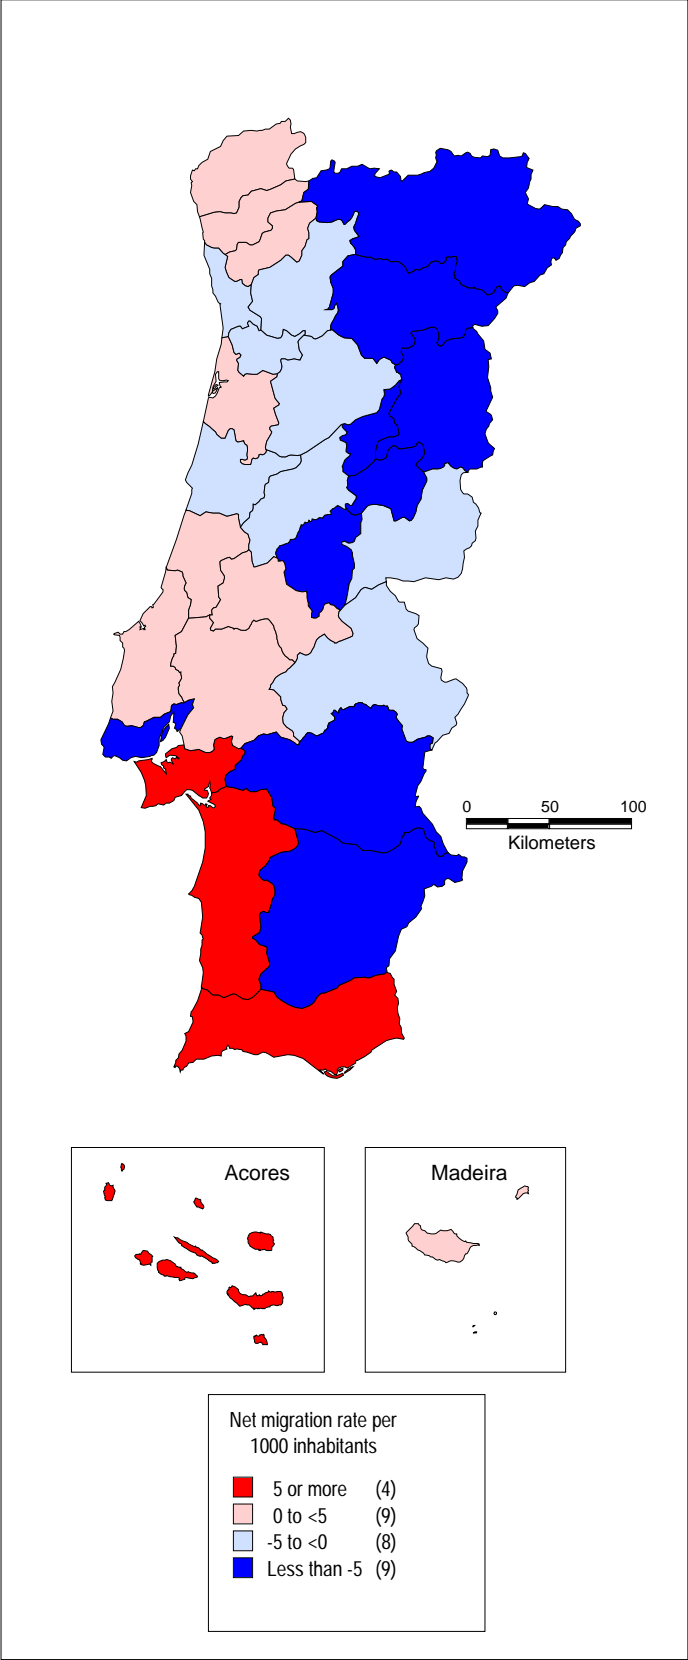 0 50 100
Kilometers
Acores
Madeira
Net migration rate per
1000 inhabitants
5 or more (4)
0 to <5 (9)
-5 to <0 (8)
Less than -5 (9)